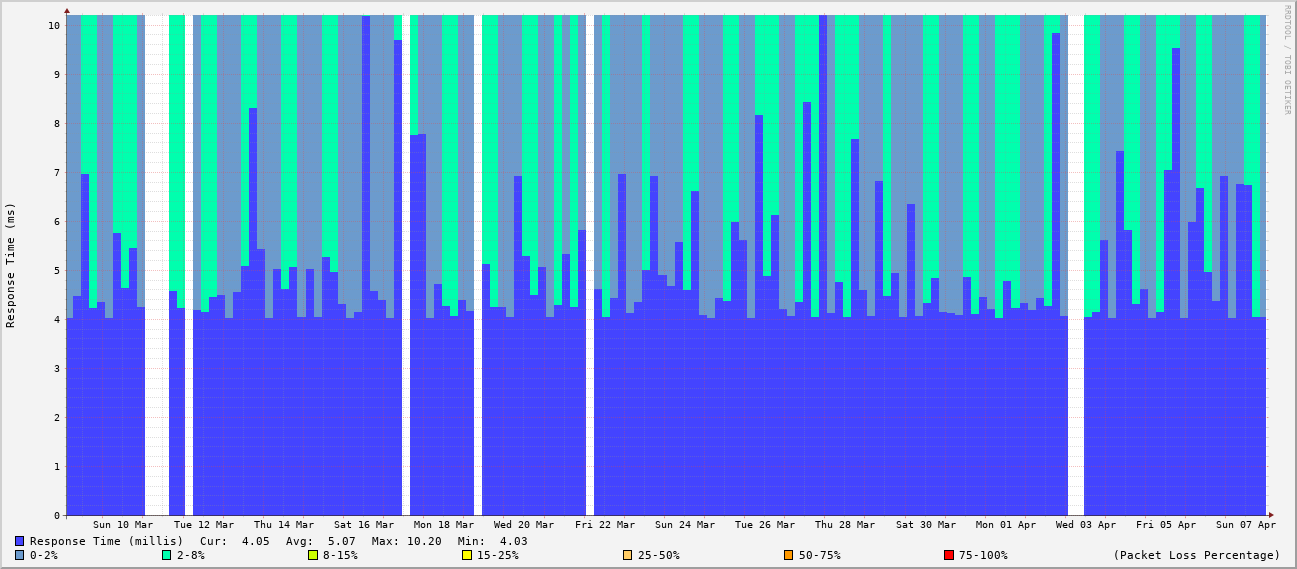 RRDTOOL / TOBI OETIKER
Response Time (ms)
10
9
8
7
6
5
4
3
2
1
0
Sun 10 Mar Tue 12 Mar Thu 14 Mar Sat 16 Mar Mon 18 Mar Wed 20 Mar Fri 22 Mar Sun 24 Mar Tue 26 Mar Thu 28 Mar Sat 30 Mar Mon 01 Apr Wed 03 Apr Fri 05 Apr Sun 07 Apr
Response Time (millis) Cur: 4.05 Avg: 5.07 Max: 10.20 Min: 4.03
0-2% 2-8% 8-15% 15-25% 25-50% 50-75% 75-100% (Packet Loss Percentage)